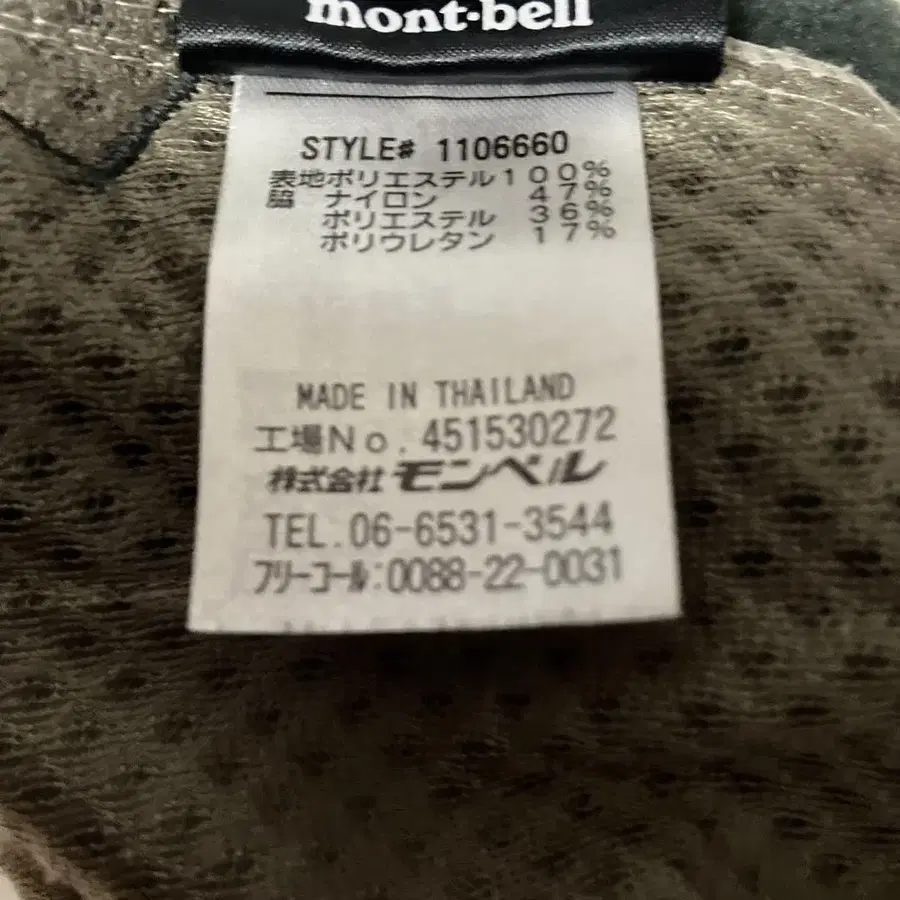 mont-bell
STYLE# 1106660
表地ポリエステル100%
脇 ナイロン 47%
ポリエステル 36%
ポリウレタン 17%
MADE IN THAILAND
工場No.451530272
株式会社モンベル
TEL.06-6531-3544
フリーコール:0088-22-0031